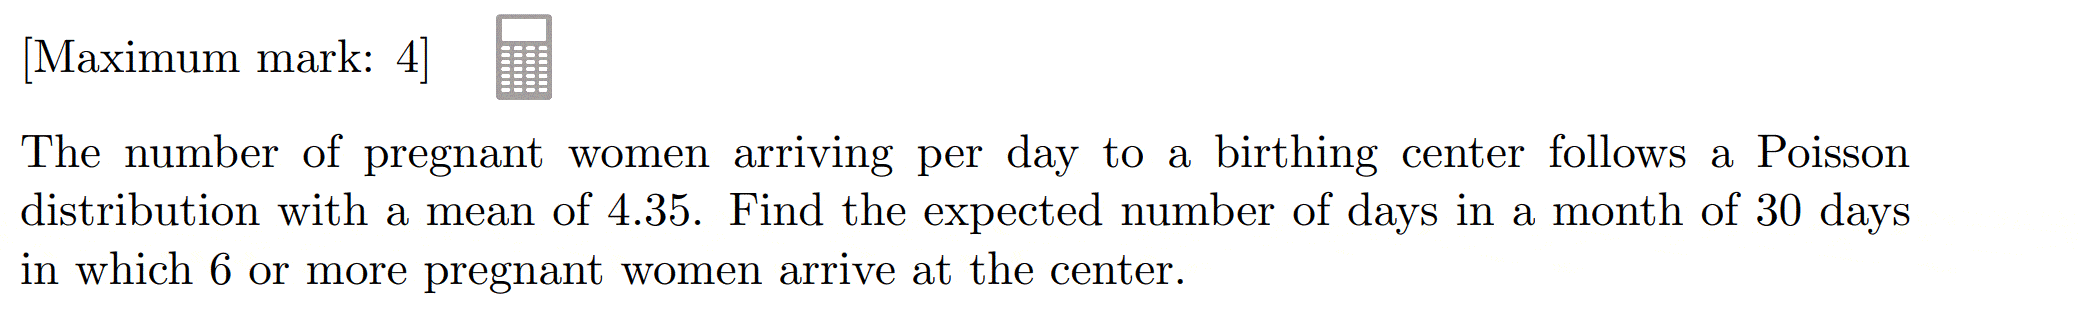 [Maximum mark: 4]
The number of pregnant women arriving per day to a birthing center follows a Poisson
distribution with a mean of 4.35. Find the expected number of days in a month of 30 days
in which 6 or more pregnant women arrive at the center.